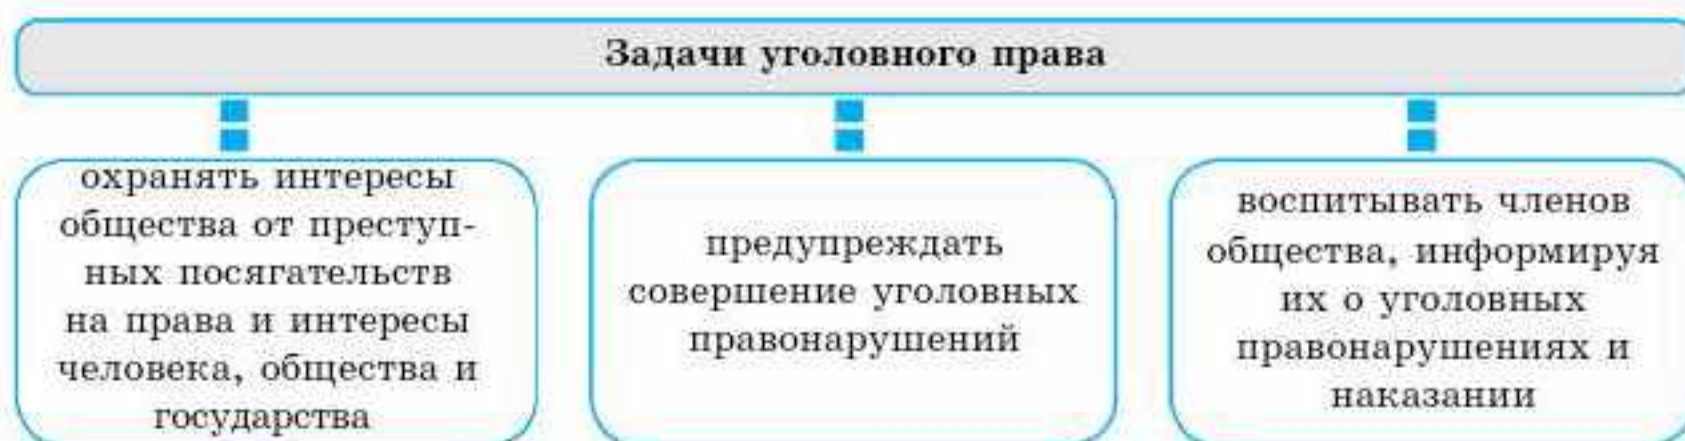 Задачи уголовного права
охранять интересы
общества от преступ-
ных посягательств
на права и интересы
человека, общества и
государства
предупреждать
совершение уголовных
правонарушений
воспитывать членов
общества, информируя
их о уголовных
правонарушениях и
наказании